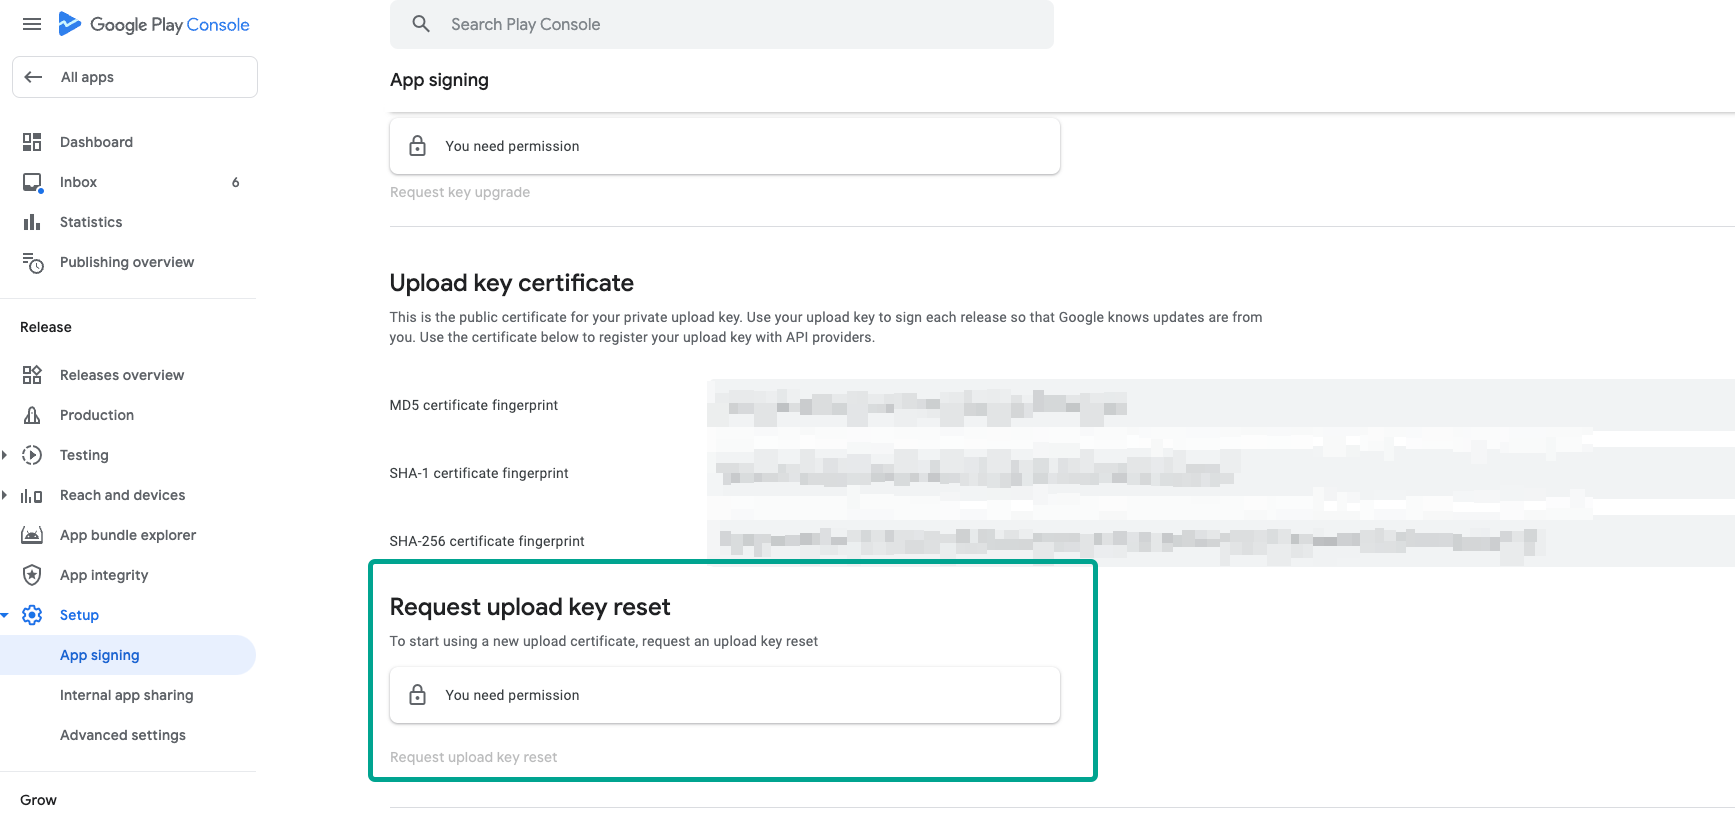 Google Play Console
Search Play Console
All apps
App signing
Dashboard
Inbox 6
Statistics
Publishing overview
Release
Releases overview
Production
Testing
Reach and devices
App bundle explorer
App integrity
Setup
App signing
Internal app sharing
Advanced settings
Grow
You need permission
Request key upgrade
Upload key certificate
This is the public certificate for your private upload key. Use your upload key to sign each release so that Google knows updates are from
you. Use the certificate below to register your upload key with API providers.
MD5 certificate fingerprint
SHA-1 certificate fingerprint
SHA-256 certificate fingerprint
Request upload key reset
To start using a new upload certificate, request an upload key reset
You need permission
Request upload key reset